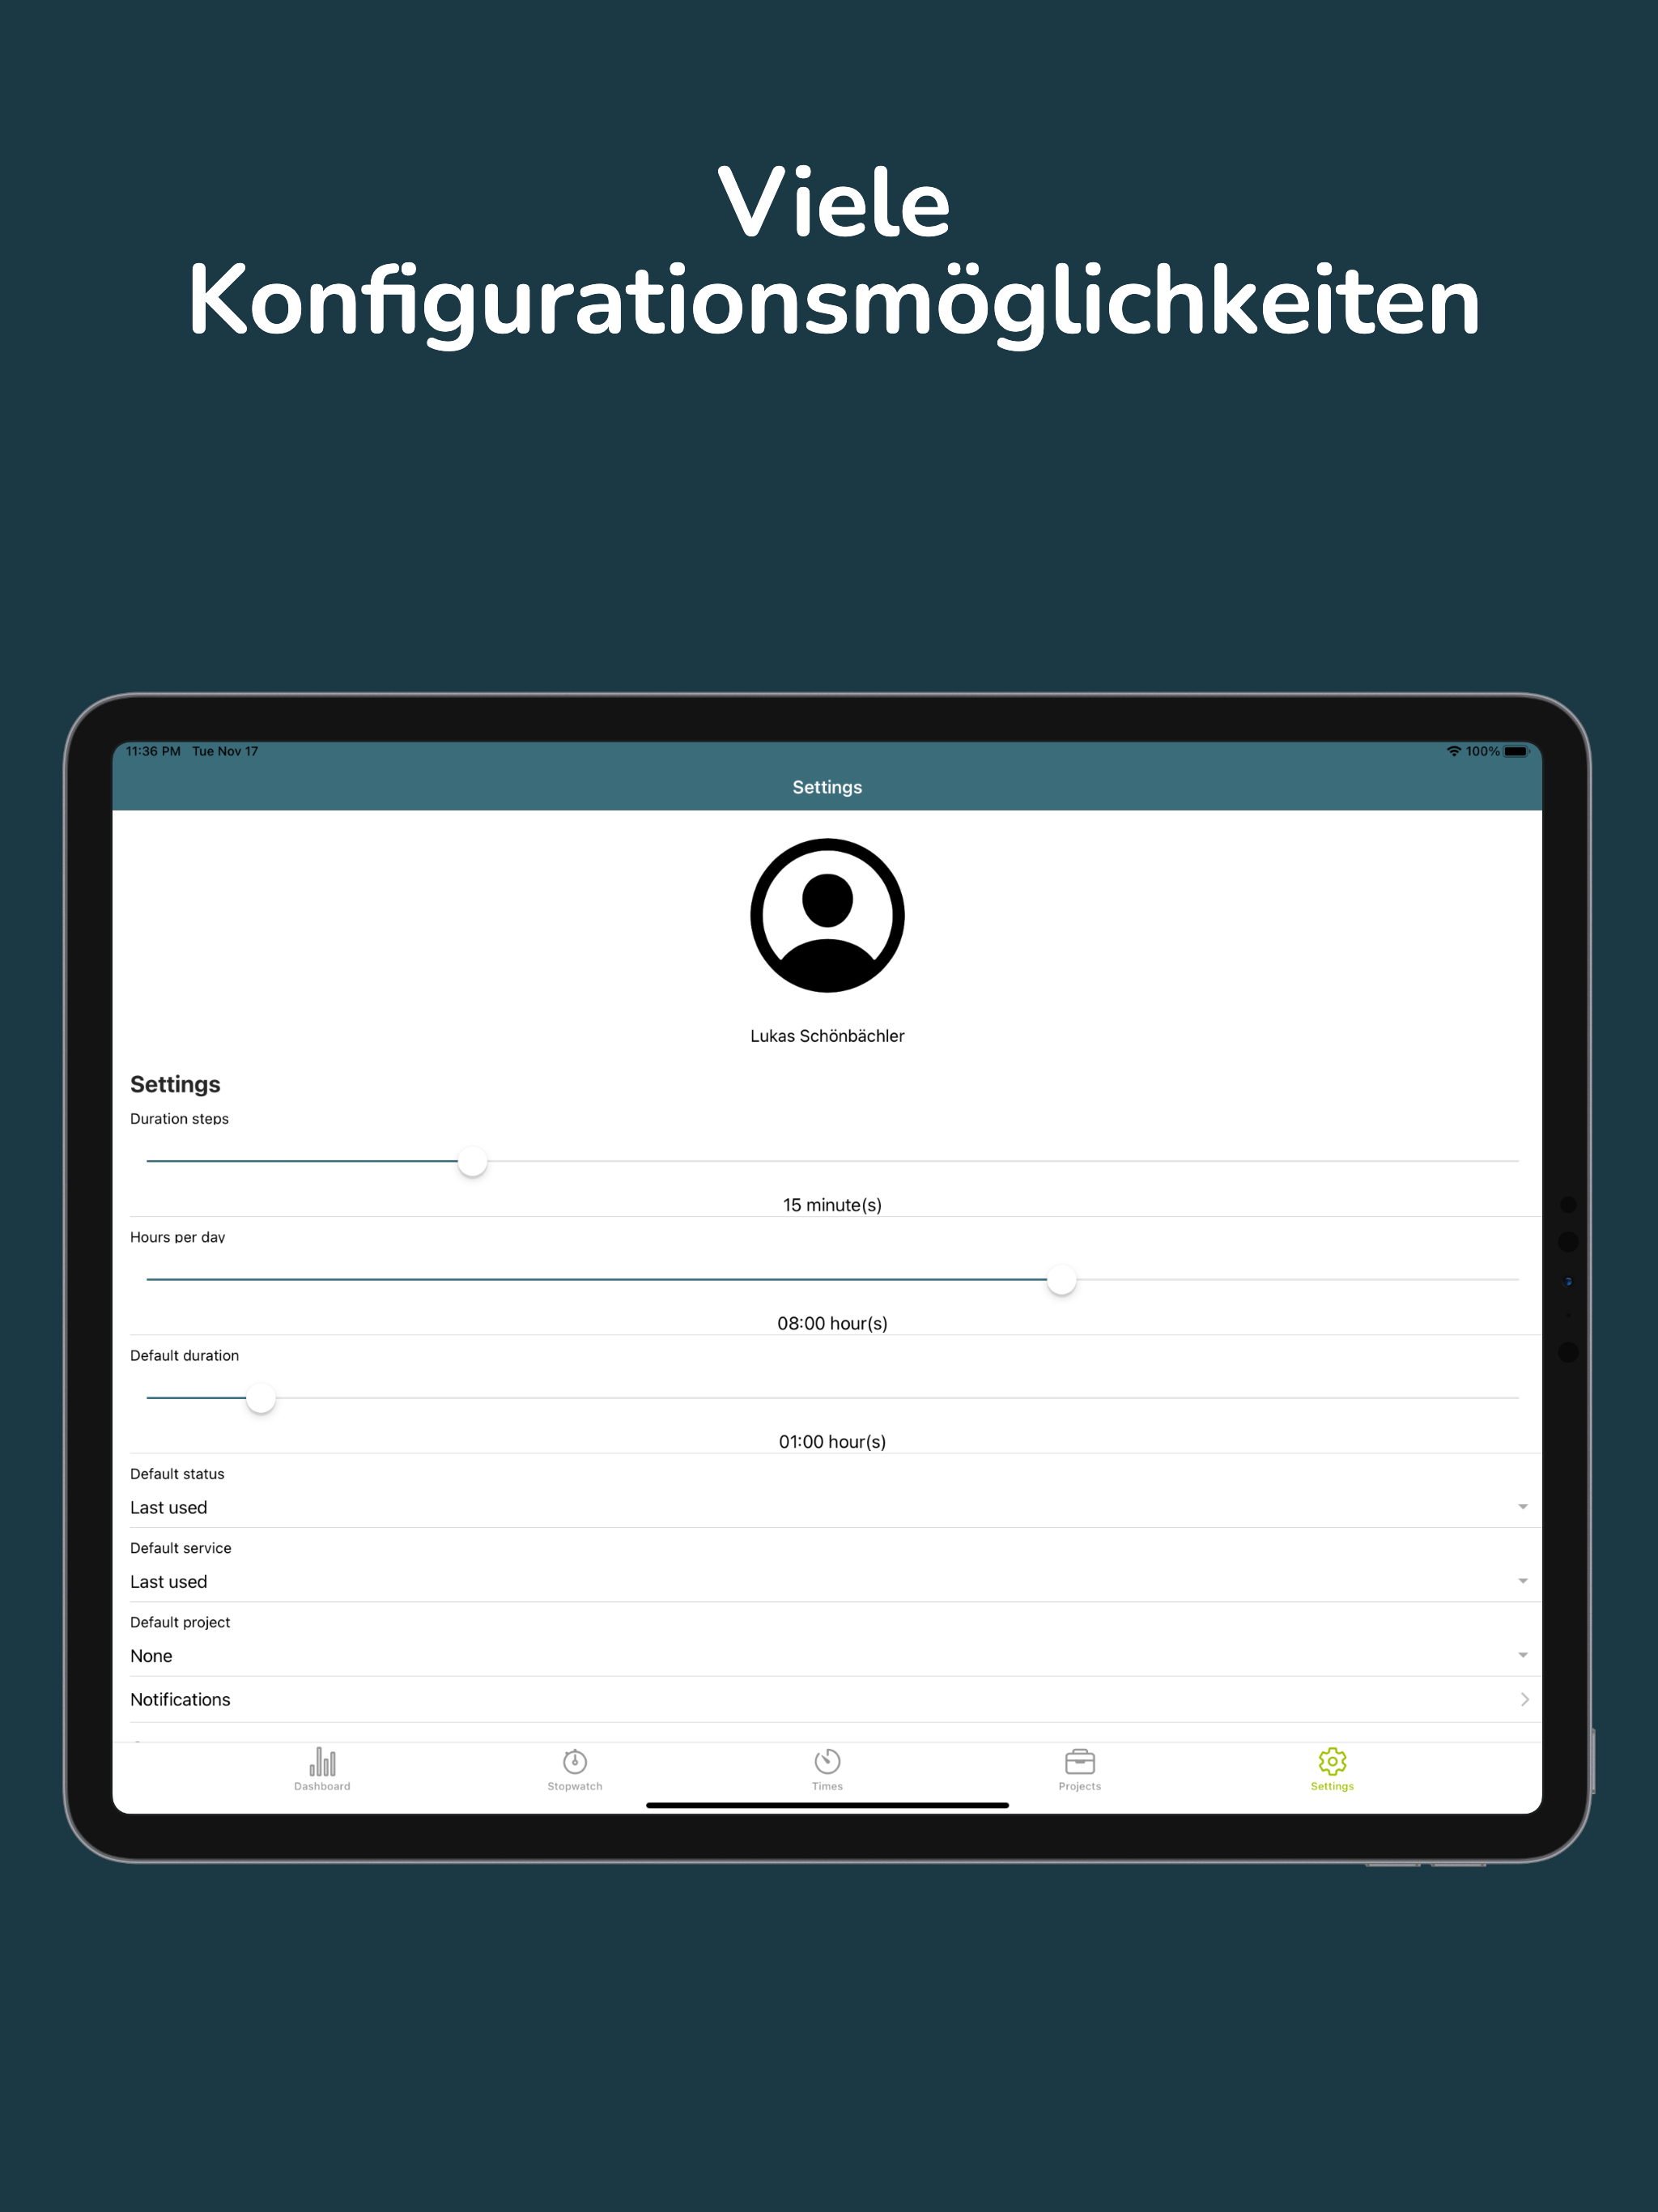 Viele
Konfigurationsmöglichkeiten
11:36 PM Tue Nov 17 100%
Settings
Lukas Schönbächler
Settings
Duration steps
15 minute(s)
Hours per day
08:00 hour(s)
Default duration
01:00 hour(s)
Default status
Last used
Default service
Last used
Default project
None
Notifications
Dashboard Stopwatch Times Projects Settings